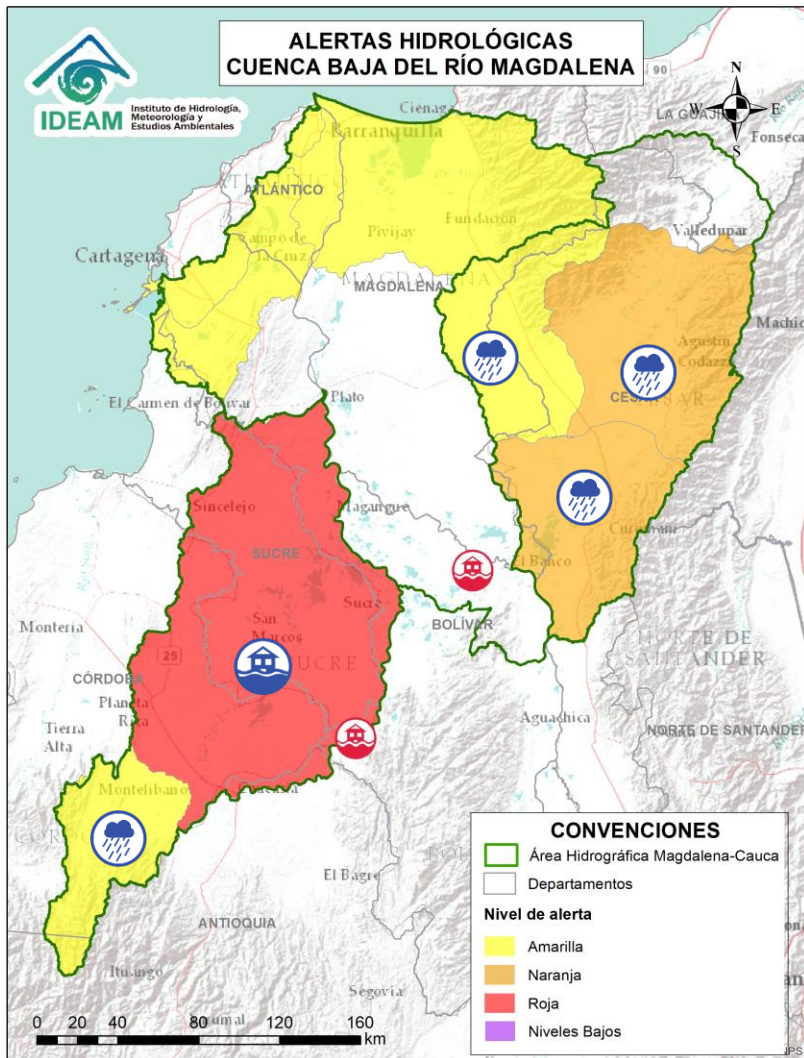 ALERTAS HIDROLÓGICAS
CUENCA BAJA DEL RÍO MAGDALENA
IDEAM
Instituto de Hidrología,
Meteorología y
Estudios Ambientales
N
W
E
S
90
Ciénaga
LA GUAJIRA
Fonseca
Barranquilla
ATLÁNTICO
Fundación
Valledupar
Pivijay
Campo de
la Cruz
Cartagena
MAGDALENA
MAGDALENA
Agustín
Codazzi
El Carmen de Bolívar
Plato
CESAR
Sincelejo
Magangue
Curumaní
SUCRE
El Banco
Sucre
San
Marcos
BOLÍVAR
Montería
SUCRE
NORTE DE
SANTANDER
25
CÓRDOBA
Planeta
Rica
Aguachica
Tierra
Alta
NORTE DE SANTANDER
Montelibano
El Bagre
ANTIOQUIA
Ituango
Segovia
0 20 40 80 120 160
km
CONVENCIONES
Área Hidrográfica Magdalena-Cauca
Departamentos
Nivel de alerta
Amarilla
Naranja
Roja
Niveles Bajos